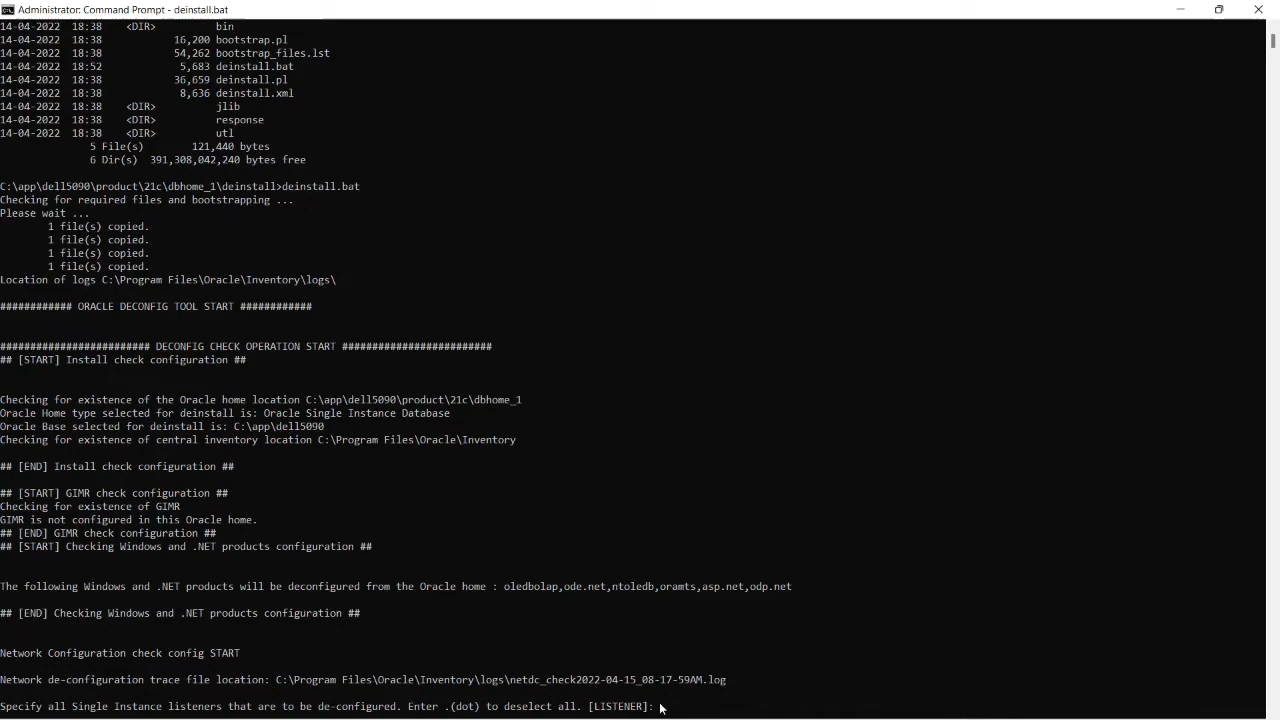 Administrator: Command Prompt - deinstall.bat
14-04-2022  18:38    <DIR>          bin
14-04-2022  18:38            16,200 bootstrap.pl
14-04-2022  18:38            54,262 bootstrap_files.lst
14-04-2022  18:52             5,683 deinstall.bat
14-04-2022  18:38            36,659 deinstall.pl
14-04-2022  18:38             8,636 deinstall.xml
14-04-2022  18:38    <DIR>          jlib
14-04-2022  18:38    <DIR>          response
14-04-2022  18:38    <DIR>          utl
5 File(s)        121,440 bytes
6 Dir(s)  391,308,042,240 bytes free
C:\app\dell5090\product\21c\dbhome_1\deinstall>deinstall.bat
Checking for required files and bootstrapping ...
Please wait ...
1 file(s) copied.
1 file(s) copied.
1 file(s) copied.
1 file(s) copied.
Location of logs C:\Program Files\Oracle\Inventory\logs\
############ ORACLE DECONFIG TOOL START ############
######################### DECONFIG CHECK OPERATION START #########################
## [START] Install check configuration ##
Checking for existence of the Oracle home location C:\app\dell5090\product\21c\dbhome_1
Oracle Home type selected for deinstall is: Oracle Single Instance Database
Oracle Base selected for deinstall is: C:\app\dell5090
Checking for existence of central inventory location C:\Program Files\Oracle\Inventory
## [END] Install check configuration ##
## [START] GIMR check configuration ##
Checking for existence of GIMR
GIMR is not configured in this Oracle home.
## [END] GIMR check configuration ##
## [START] Checking Windows and .NET products configuration ##
The following Windows and .NET products will be deconfigured from the Oracle home : oledbolap,ode.net,ntoledb,oramts,asp.net,odp.net
## [END] Checking Windows and .NET products configuration ##
Network Configuration check config START
Network de-configuration trace file location: C:\Program Files\Oracle\Inventory\logs\netdc_check2022-04-15_08-17-59AM.log
Specify all Single Instance listeners that are to be de-configured. Enter .(dot) to deselect all. [LISTENER]: